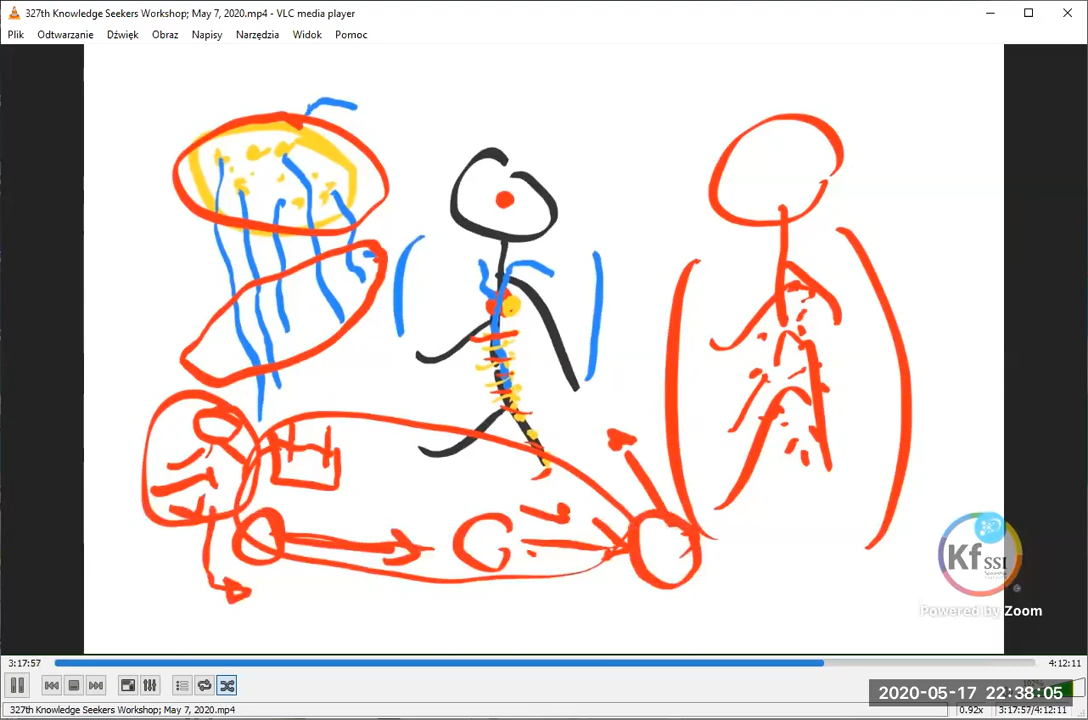 327th Knowledge Seekers Workshop; May 7, 2020.mp4 - VLC media player
Plik Odtwarzanie Dźwięk Obraz Napisy Narzędzia Widok Pomoc
Kf SSI
Powered by Zoom
3:17:57 4:12:11
2020-05-17 22:38:05
327th Knowledge Seekers Workshop; May 7, 2020.mp4 0.92x 3:17:57/4:12:11